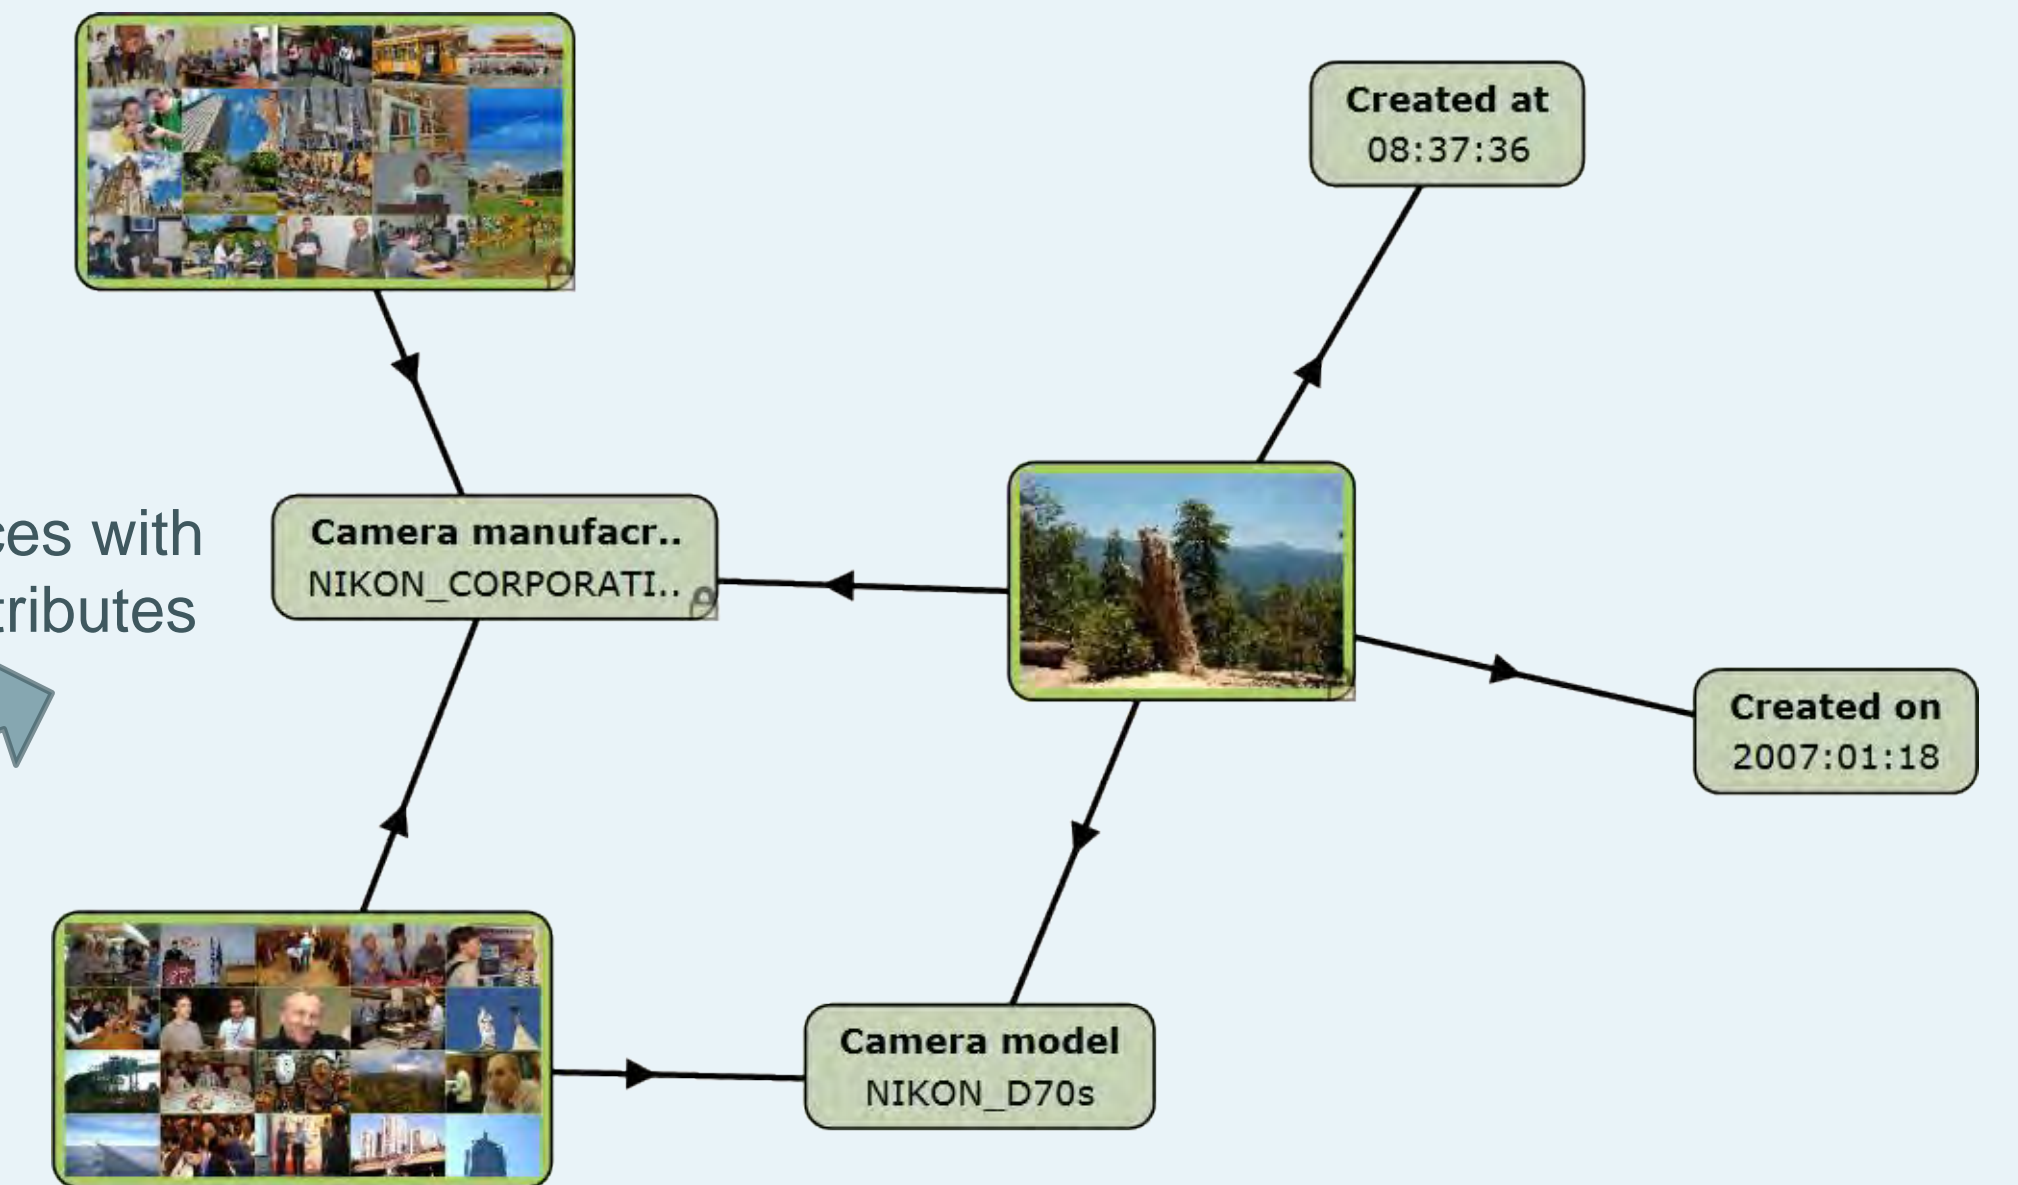 Created at
08:37:36
ces with
tributes
Camera manufacr..
NIKON_CORPORATI..
Created on
2007:01:18
Camera model
NIKON_D70s